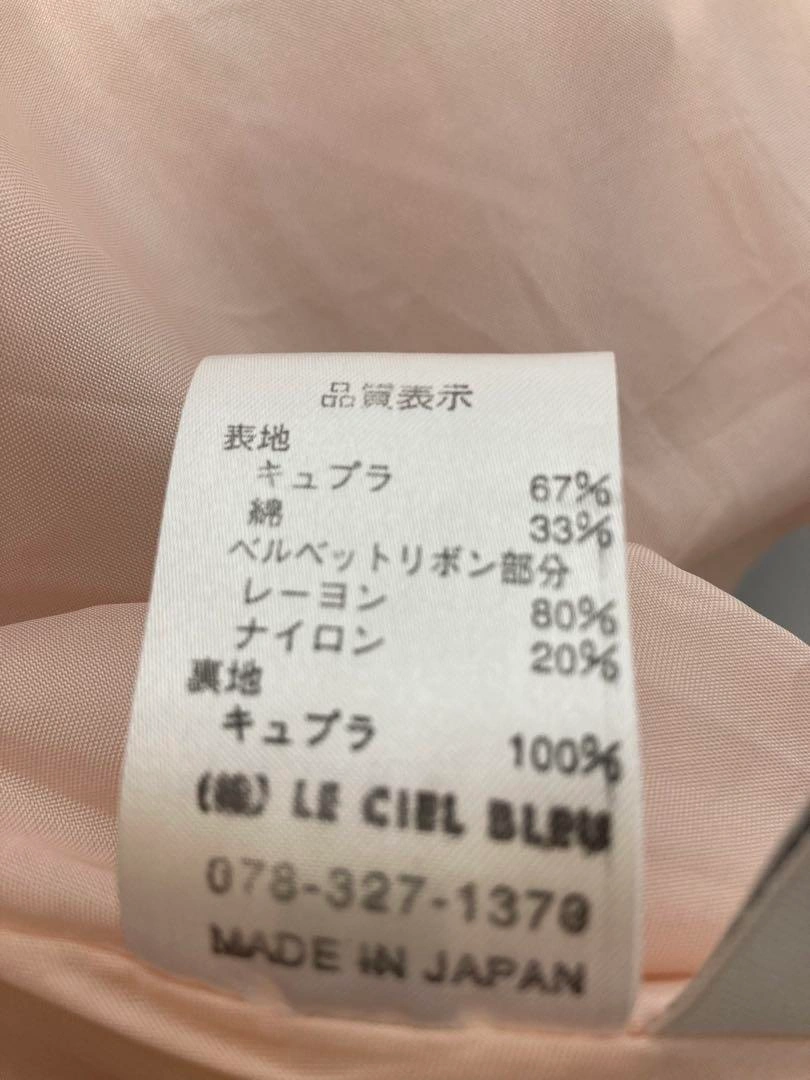 品質表示
表地
キュプラ 67%
綿 33%
ベルベットリボン部分
レーヨン 80%
ナイロン 20%
裏地
キュプラ 100%
(株) LE CIEL BLEU
078-327-1370
MADE IN JAPAN